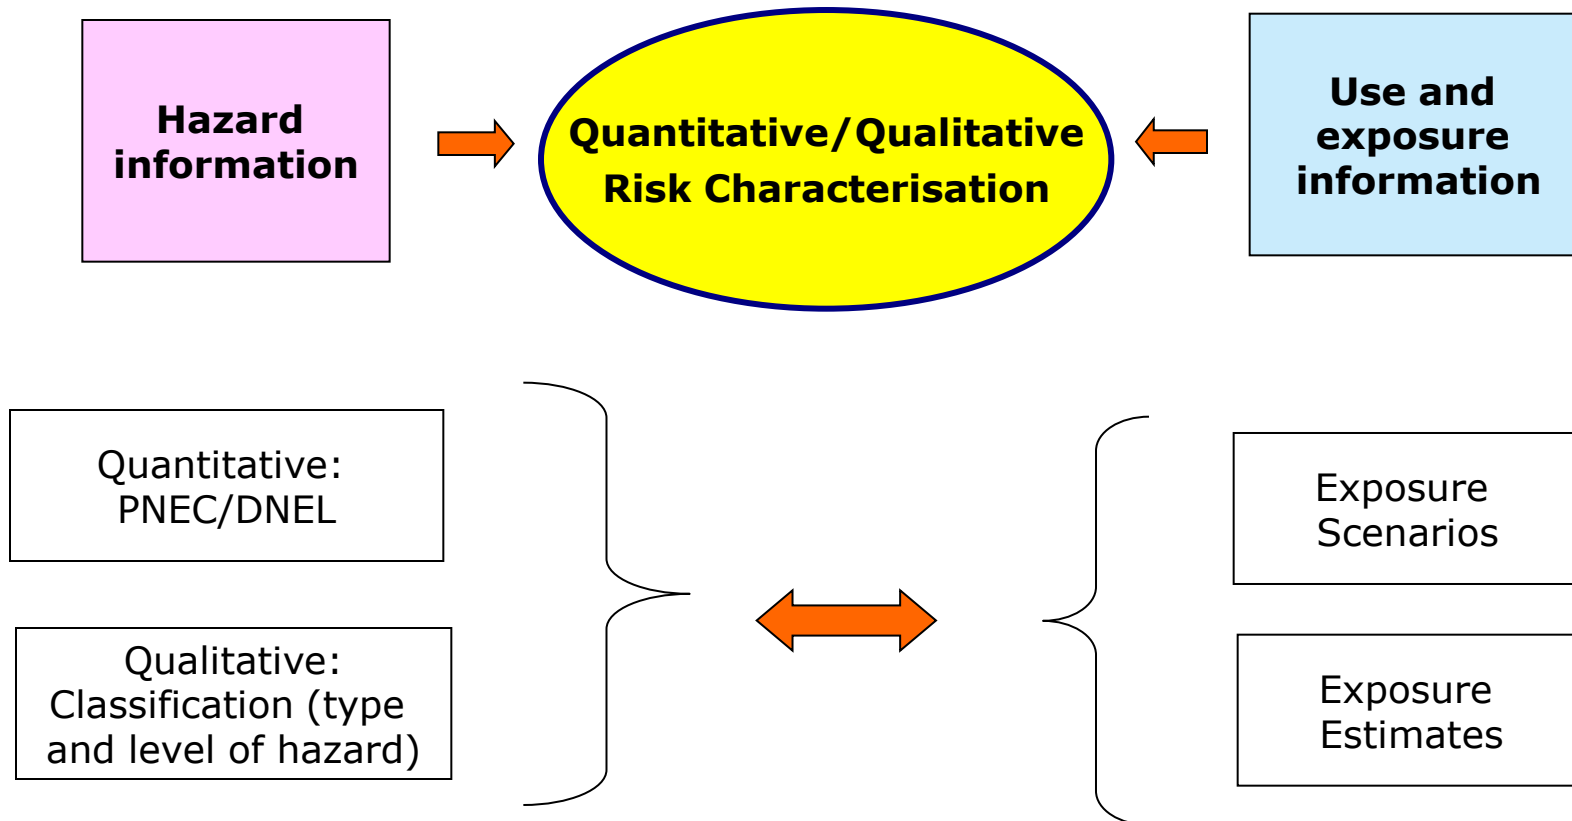 Hazard
information
Quantitative/Qualitative
Risk Characterisation
Use and
exposure
information
Quantitative:
PNEC/DNEL
Qualitative:
Classification (type
and level of hazard)
Exposure
Scenarios
Exposure
Estimates